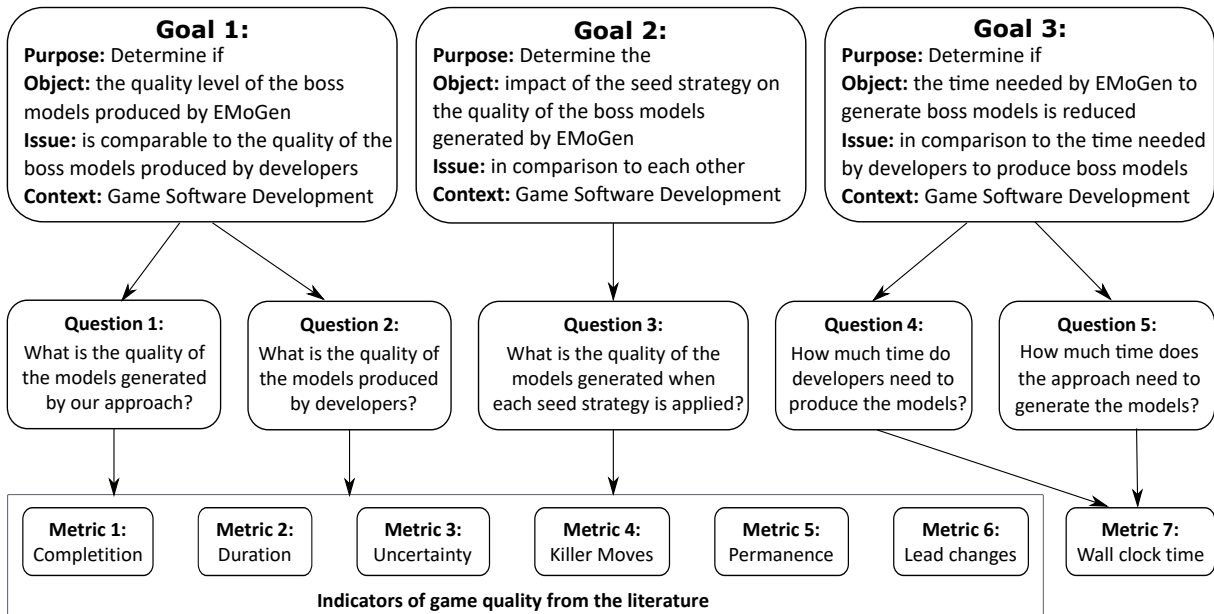 Goal 1:
Purpose: Determine if
Object: the quality level of the boss
models produced by EMoGen
Issue: is comparable to the quality of the
boss models produced by developers
Context: Game Software Development
Goal 2:
Purpose: Determine the
Object: impact of the seed strategy on
the quality of the boss models
generated by EMoGen
Issue: in comparison to each other
Context: Game Software Development
Goal 3:
Purpose: Determine if
Object: the time needed by EMoGen to
generate boss models is reduced
Issue: in comparison to the time needed
by developers to produce boss models
Context: Game Software Development
Question 1:
What is the quality of
the models generated
by our approach?
Question 2:
What is the quality of
the models produced
by developers?
Question 3:
What is the quality of the
models generated when
each seed strategy is applied?
Question 4:
How much time do
developers need to
produce the models?
Question 5:
How much time does
the approach need to
generate the models?
Metric 1:
Completition
Metric 2:
Duration
Metric 3:
Uncertainty
Metric 4:
Killer Moves
Metric 5:
Permanence
Metric 6:
Lead changes
Metric 7:
Wall clock time
Indicators of game quality from the literature